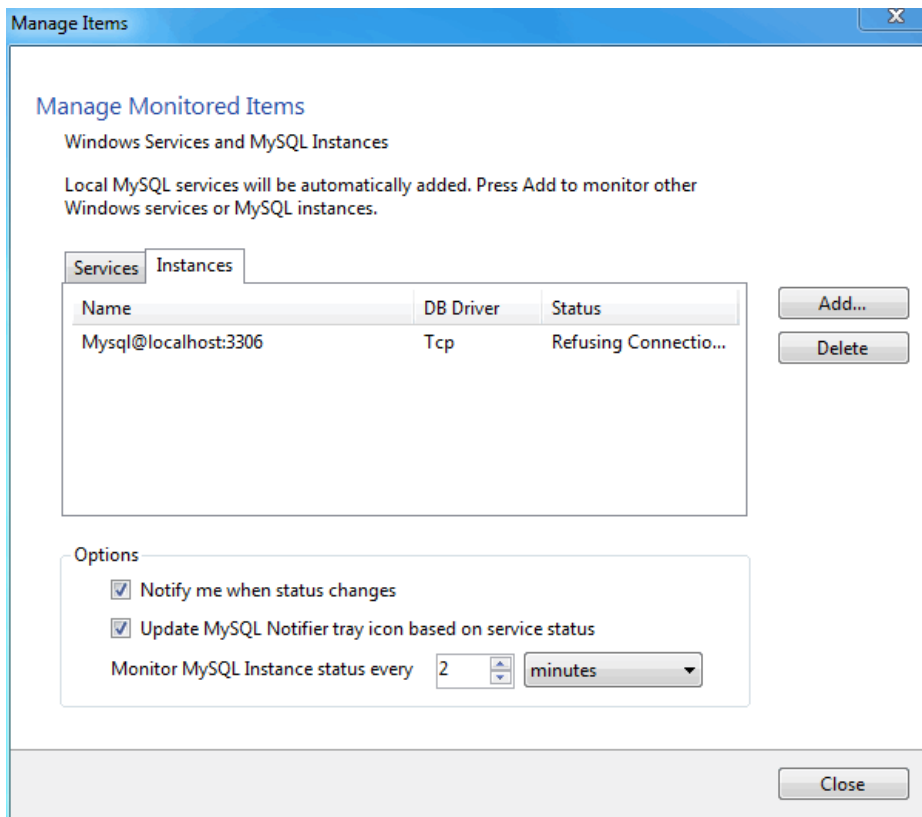 Manage Items
Manage Monitored Items
Windows Services and MySQL Instances
Local MySQL services will be automatically added. Press Add to monitor other
Windows services or MySQL instances.
Services Instances
Name DB Driver Status
Mysql@localhost:3306 Tcp Refusing Connectio...
Add...
Delete
Options
Notify me when status changes
Update MySQL Notifier tray icon based on service status
Monitor MySQL Instance status every 2 minutes
Close